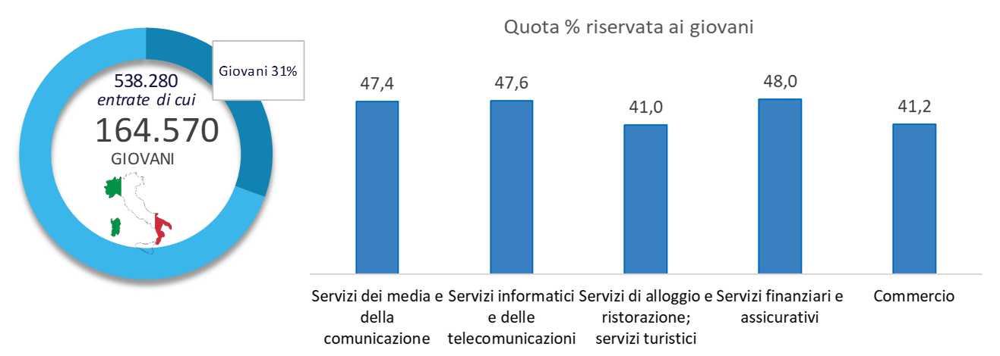 538.280
entrate di cui
164.570
GIOVANI
Giovani 31%
Quota % riservata ai giovani
47,4
47,6
41,0
48,0
41,2
Servizi dei media e
della
comunicazione
Servizi informatici
e delle
telecomunicazioni
Servizi di alloggio e
ristorazione;
servizi turistici
Servizi finanziari e
assicurativi
Commercio